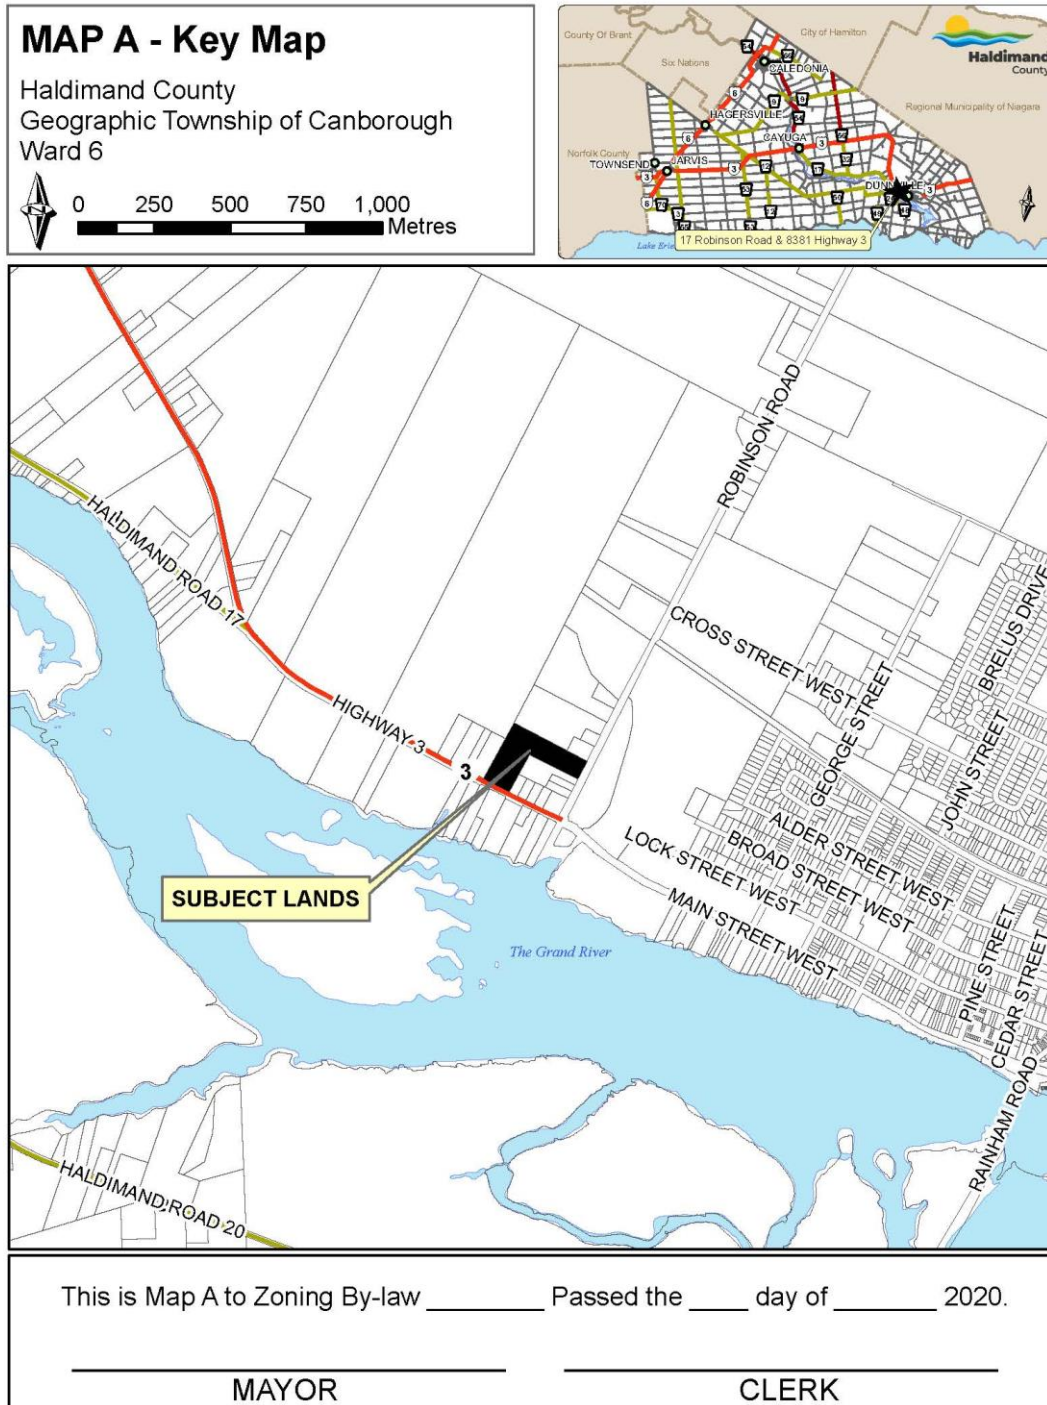 MAP A - Key Map
Haldimand County
Geographic Township of Canborough
Ward 6
0 250 500 750 1,000
Metres
County Of Brant
City of Hamilton
Haldimand
County
Six Nations
CALEDONIA
Regional Municipality of Niagara
HAGERSVILLE
CAYUGA
Norfolk County
TOWNSEND
JARVIS
DUNNVILLE
Lake Erie
17 Robinson Road & 8381 Highway 3
ROBINSON ROAD
HALDIMAND ROAD 17
BRELUS DRIVE
CROSS STREET WEST
GEORGE STREET
JOHN STREET
HIGHWAY 3
3
ALDER STREET WEST
BROAD STREET WEST
LOCK STREET WEST
MAIN STREET WEST
SUBJECT LANDS
The Grand River
PINE STREET
CEDAR STREET
RAINHAM ROAD
HALDIMAND ROAD 20
This is Map A to Zoning By-law ________ Passed the ____ day of _______ 2020.
MAYOR
CLERK